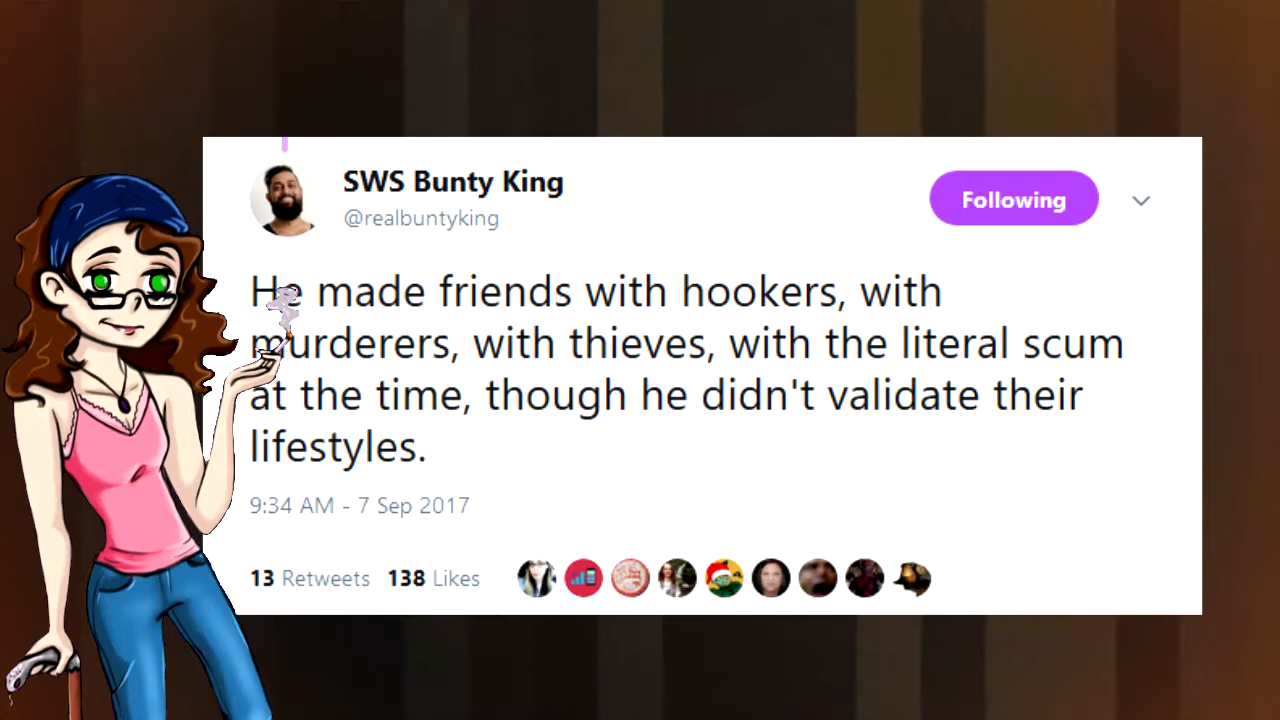 SWS Bunty King
@realbuntyking
Following
He made friends with hookers, with
murderers, with thieves, with the literal scum
at the time, though he didn't validate their
lifestyles.
9:34 AM - 7 Sep 2017
13 Retweets 138 Likes